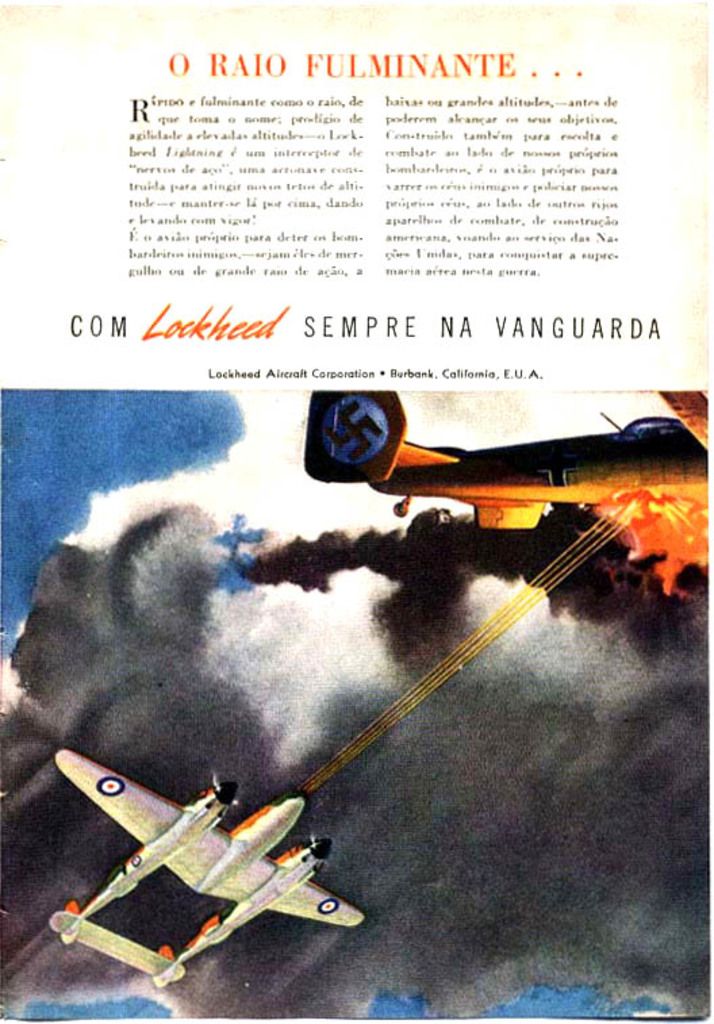 O RAIO FULMINANTE . . .
RÁPIDO e fulminante como o raio, de
que toma o nome; prodígio de
agilidade a elevadas altitudes—o Lock-
heed Lightning é um interceptor de
"nervos de aço", uma aeronave cons-
truída para atingir novos tetos de alti-
tude—e manter-se lá por cima, dando
e levando com vigor!
É o avião próprio para deter os bom-
bardeiros inimigos,—sejam êles de mer-
gulho ou de grande raio de ação, a
baixas ou grandes altitudes,—antes de
poderem alcançar os seus objetivos.
Construído também para escolta e
combate ao lado de nossos próprios
bombardeiros, é o avião próprio para
varrer os céus inimigos e policiar nossos
próprios céus, ao lado de outros rijos
aparelhos de combate, de construção
americana, voando ao serviço das Na-
ções Unidas, para conquistar a supre-
macia aérea nesta guerra.
COM Lockheed SEMPRE NA VANGUARDA
Lockheed Aircraft Corporation • Burbank, California, E.U.A.